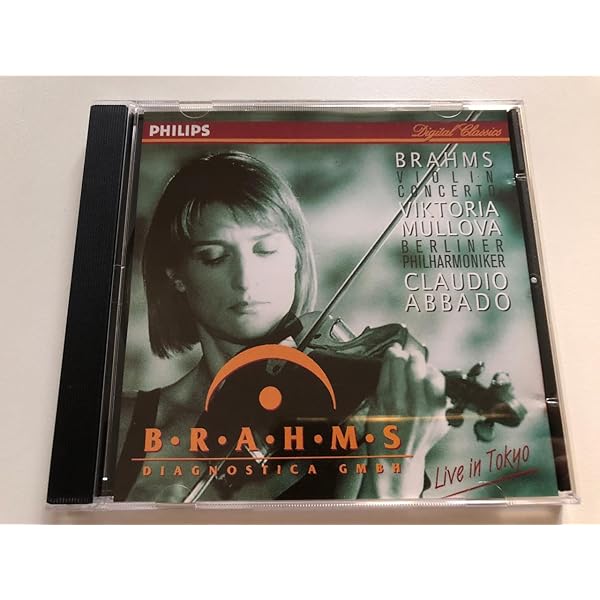 PHILIPS
Digital Classics
BRAHMS
VIOLIN
CONCERTO
VIKTORIA
MULLOVA
BERLINER
PHILHARMONIKER
CLAUDIO
ABBADO
B•R•A•H•M•S
DIAGNOSTICA GMBH
Live in Tokyo